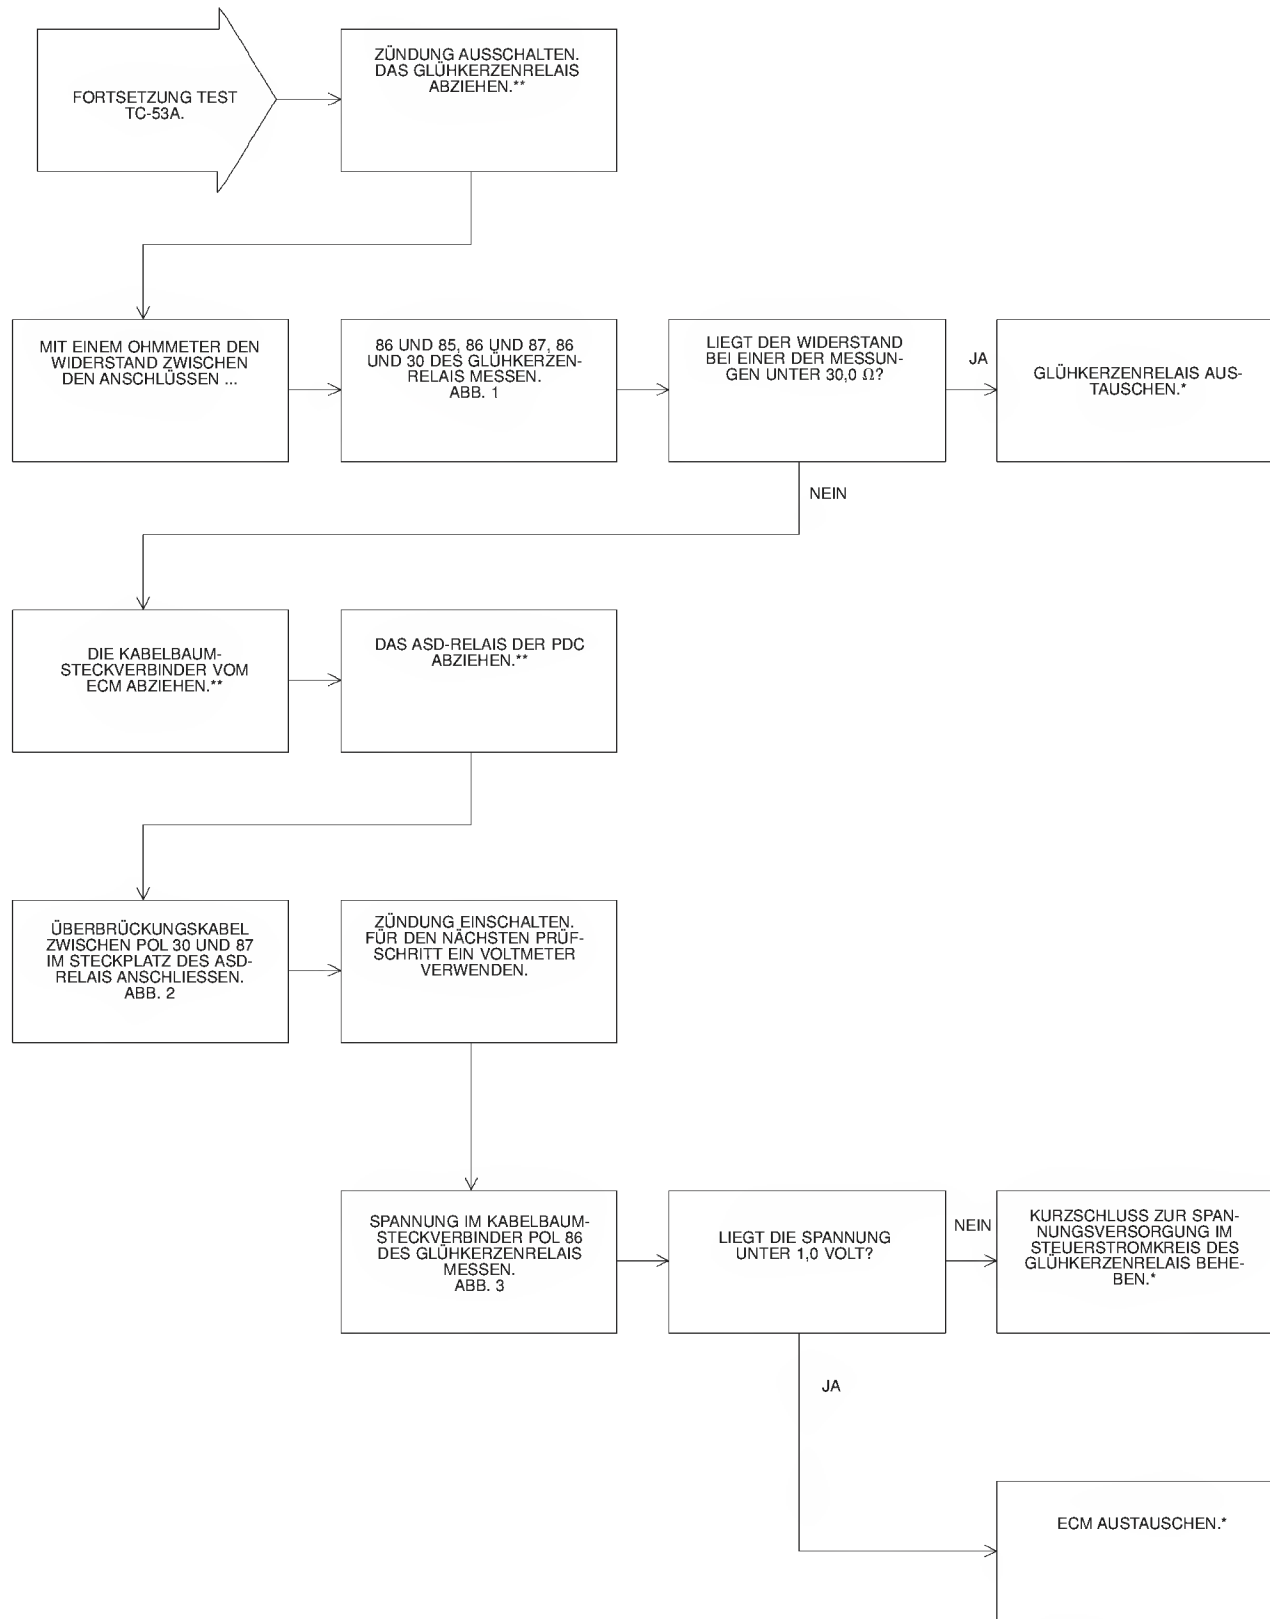 FORTSETZUNG TEST
TC-53A.
ZÜNDUNG AUSSCHALTEN.
DAS GLÜHKERZENRELAIS
ABZIEHEN.**
MIT EINEM OHMMETER DEN
WIDERSTAND ZWISCHEN
DEN ANSCHLÜSSEN ...
86 UND 85, 86 UND 87, 86
UND 30 DES GLÜHKERZEN-
RELAIS MESSEN.
ABB. 1
LIEGT DER WIDERSTAND
BEI EINER DER MESSUN-
GEN UNTER 30,0 Ω?
JA
GLÜHKERZENRELAIS AUS-
TAUSCHEN.*
NEIN
DIE KABELBAUM-
STECKVERBINDER VOM
ECM ABZIEHEN.**
DAS ASD-RELAIS DER PDC
ABZIEHEN.**
ÜBERBRÜCKUNGSKABEL
ZWISCHEN POL 30 UND 87
IM STECKPLATZ DES ASD-
RELAIS ANSCHLIESSEN.
ABB. 2
ZÜNDUNG EINSCHALTEN.
FÜR DEN NÄCHSTEN PRÜF-
SCHRITT EIN VOLTMETER
VERWENDEN.
SPANNUNG IM KABELBAUM-
STECKVERBINDER POL 86
DES GLÜHKERZENRELAIS
MESSEN.
ABB. 3
LIEGT DIE SPANNUNG
UNTER 1,0 VOLT?
NEIN
KURZSCHLUSS ZUR SPAN-
NUNGSVERSORGUNG IM
STEUERSTROMKREIS DES
GLÜHKERZENRELAIS BEHE-
BEN.*
JA
ECM AUSTAUSCHEN.*